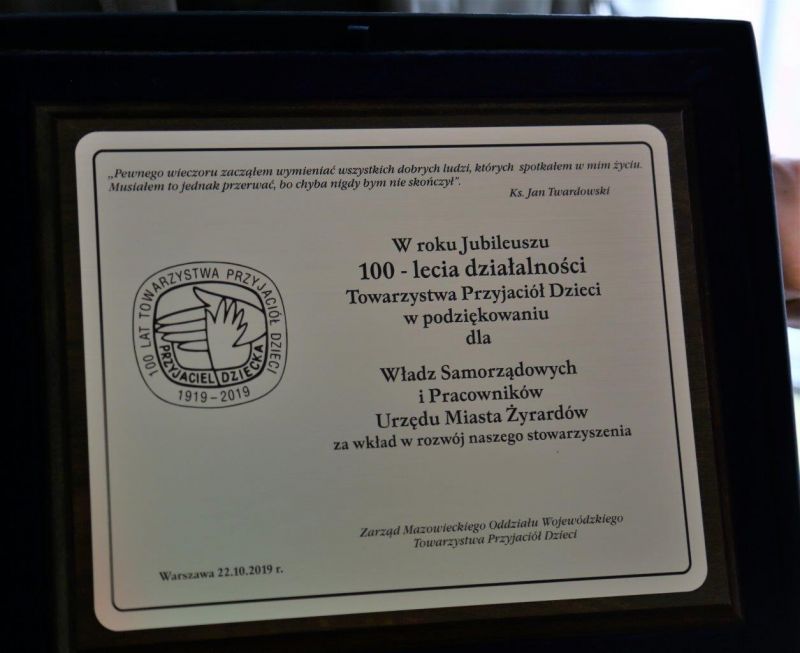 „Pewnego wieczoru zacząłem wymieniać wszystkich dobrych ludzi, których spotkałem w mim życiu.
Musiałem to jednak przerwać, bo chyba nigdy bym nie skończył".
Ks. Jan Twardowski
W roku Jubileuszu
100 - lecia działalności
Towarzystwa Przyjaciół Dzieci
w podziękowaniu
dla
Władz Samorządowych
i Pracowników
Urzędu Miasta Żyrardów
za wkład w rozwój naszego stowarzyszenia
100 LAT TOWARZYSTWA PRZYJACIÓŁ DZIECI
PRZYJACIEL DZIECKA
1919-2019
Zarząd Mazowieckiego Oddziału Wojewódzkiego
Towarzystwa Przyjaciół Dzieci
Warszawa 22.10.2019 r.